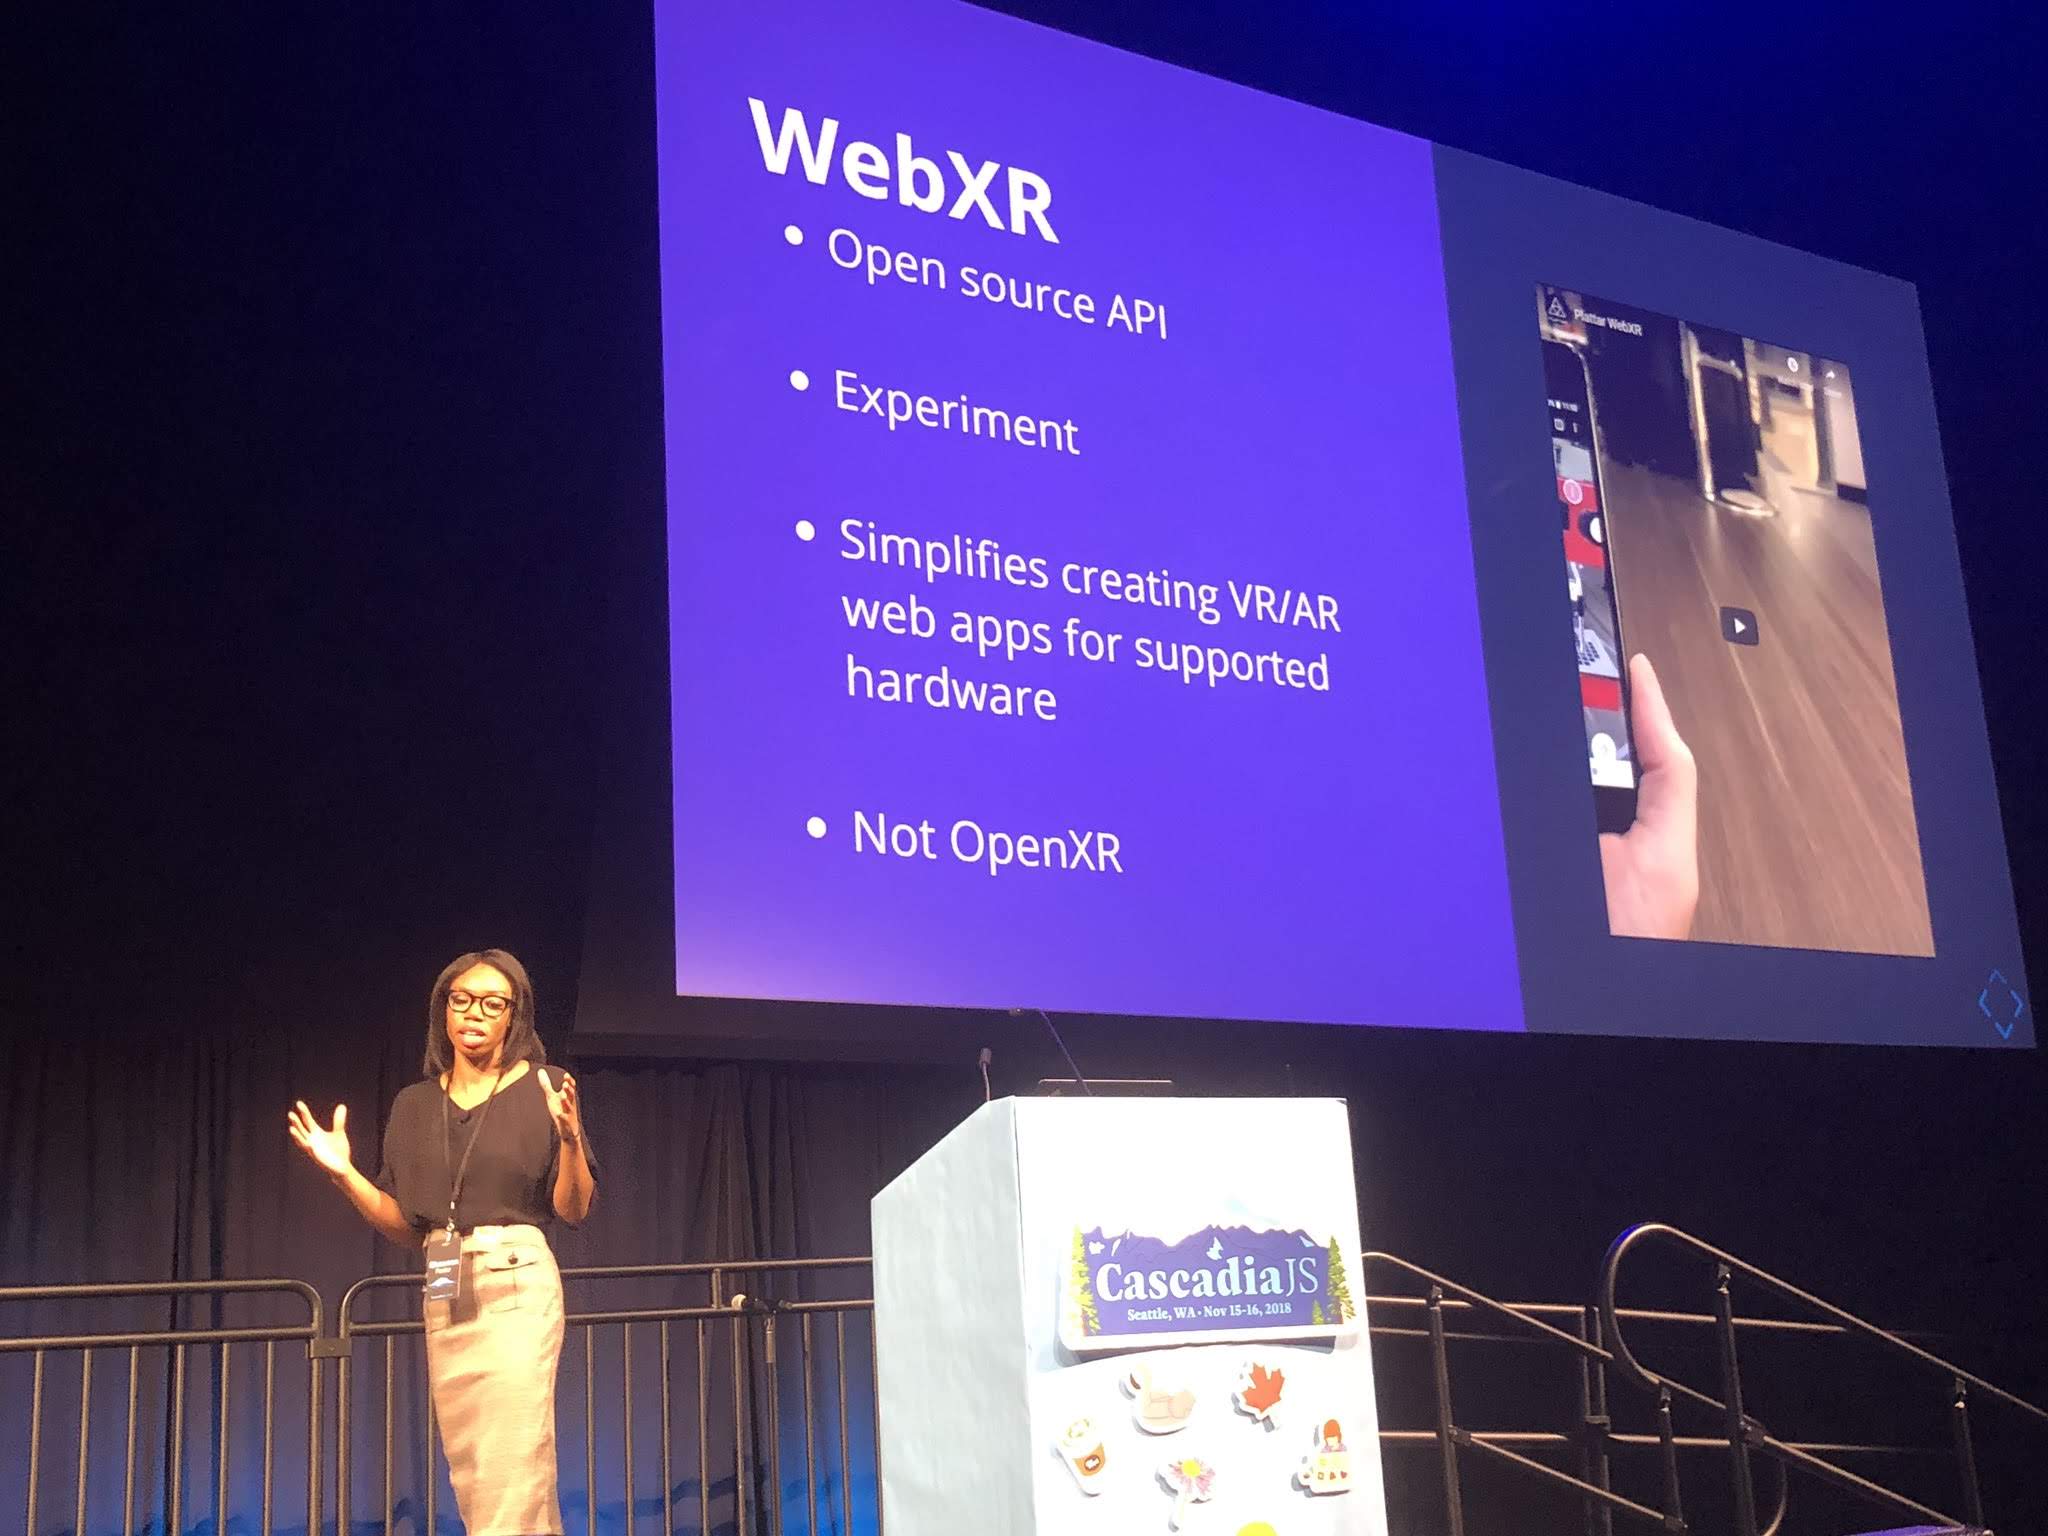 WebXR
• Open source API
• Experiment
• Simplifies creating VR/AR
web apps for supported
hardware
• Not OpenXR
Plattar WebXR
CascadiaJS
Seattle, WA • Nov 15-16, 2018